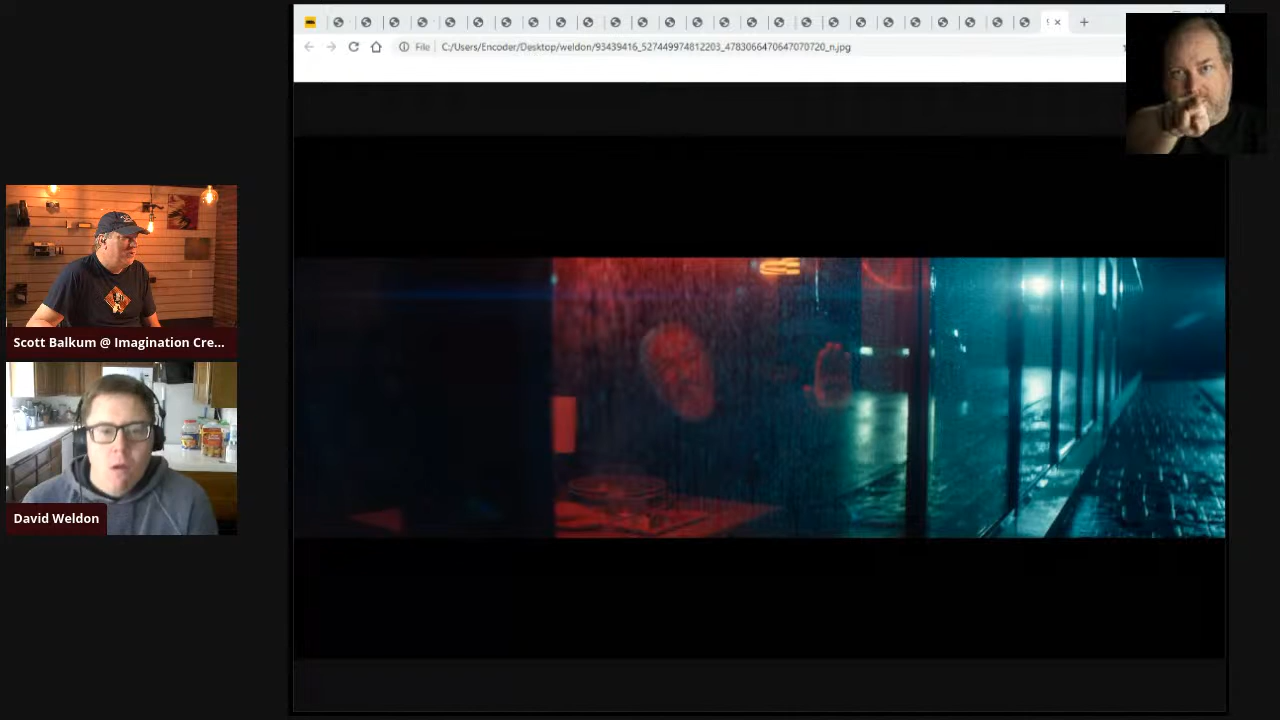 File
C:/Users/Encoder/Desktop/weldon/93439416_527449974812203_4783066470647070720_n.jpg
Scott Balkum @ Imagination Cre...
David Weldon